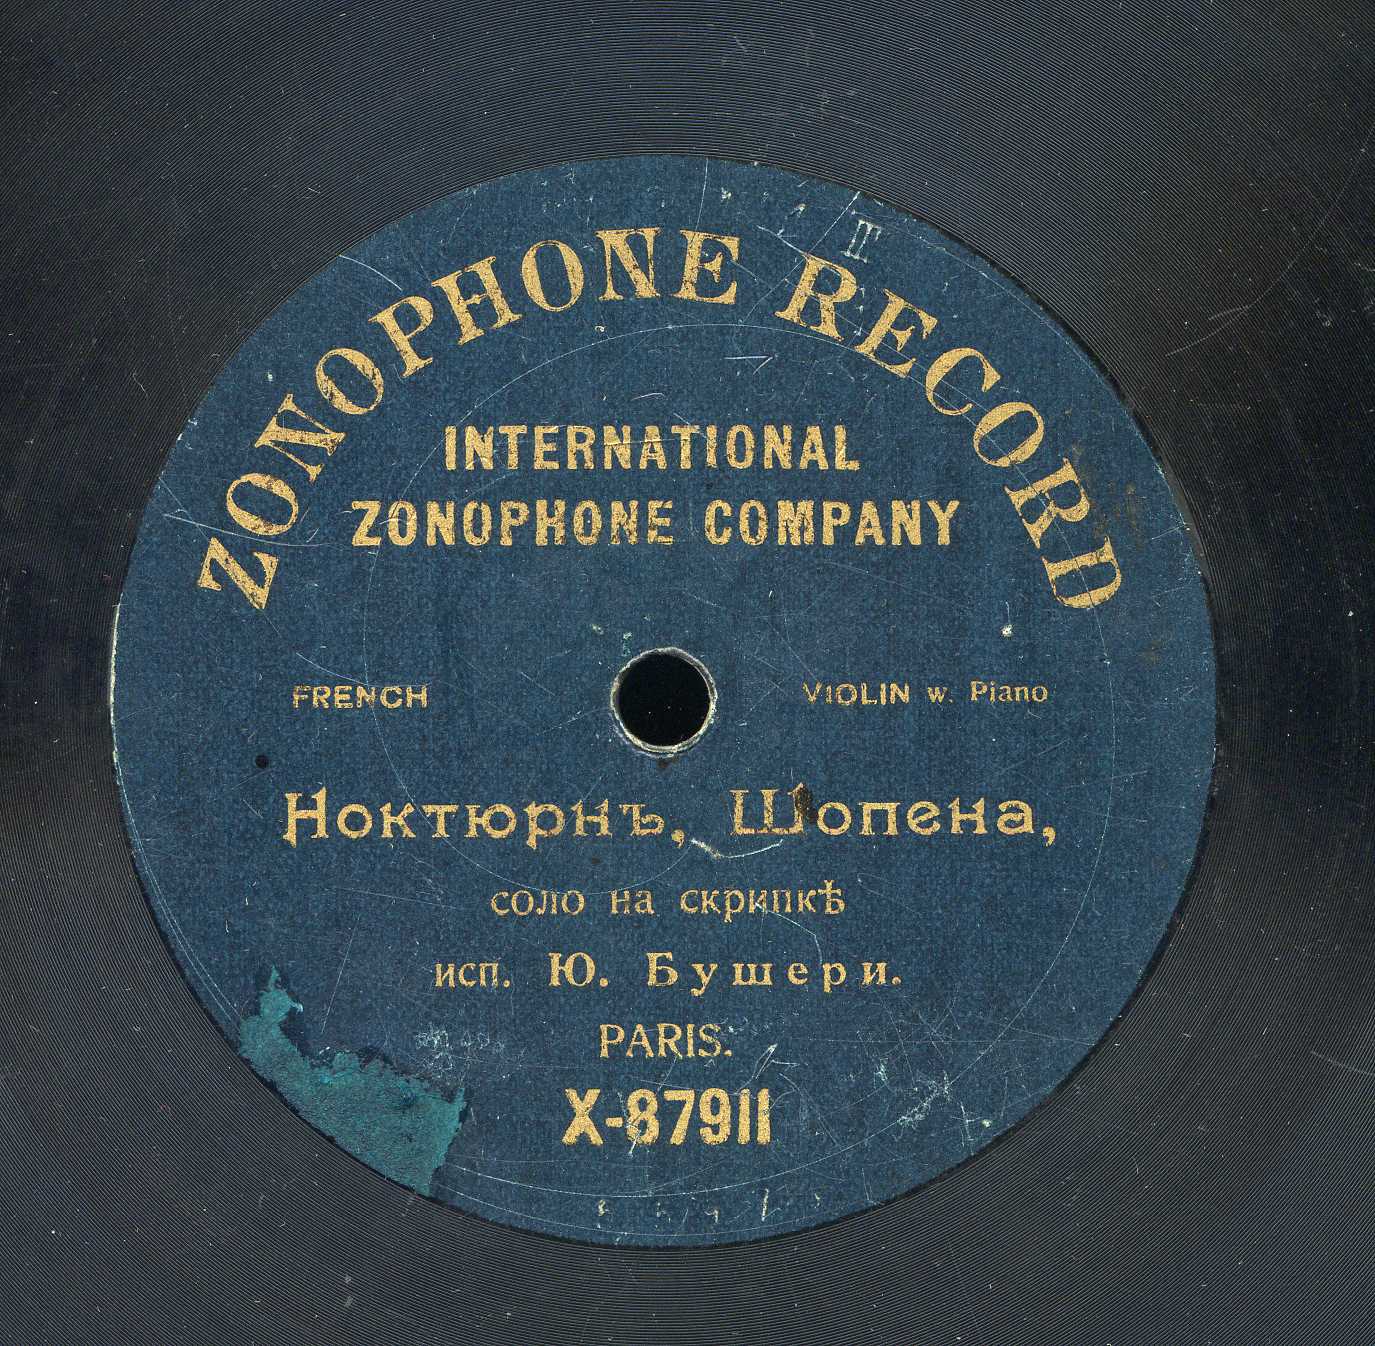 ZONOPHONE RECORD
INTERNATIONAL
ZONOPHONE COMPANY
FRENCH VIOLIN w. Piano
Ноктюрнъ, Шопена,
соло на скрипкѣ
исп. Ю. Бушери.
PARIS.
X-87911